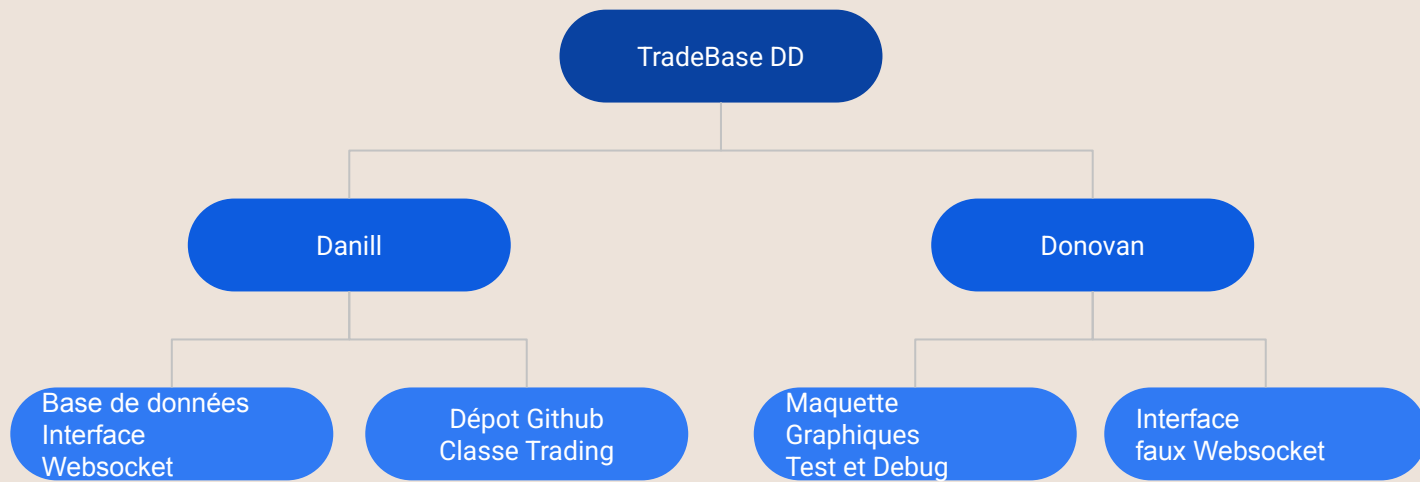 TradeBase DD
Danill
Donovan
Base de données
Interface
Websocket
Dépot Github
Classe Trading
Maquette
Graphiques
Test et Debug
Interface
faux Websocket